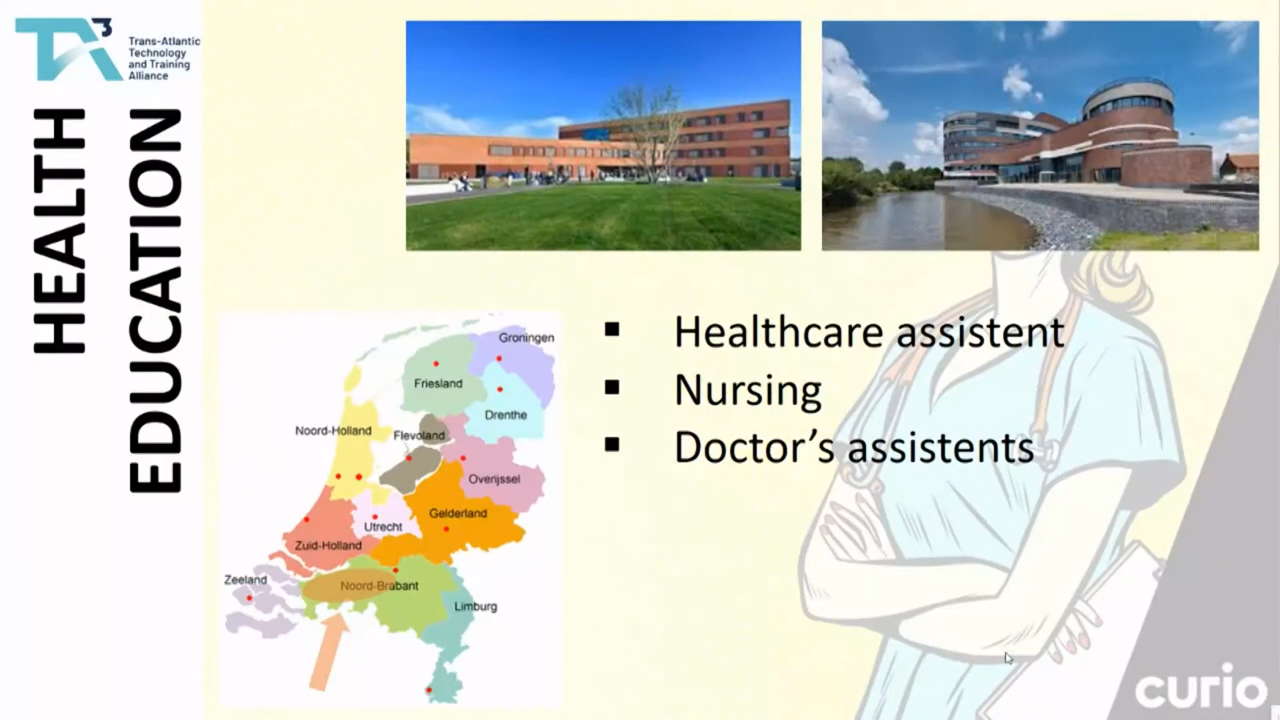 TA3
Trans-Atlantic
Technology
and Training
Alliance
HEALTH
EDUCATION
Groningen
Friesland
Drenthe
Noord-Holland
Flevoland
Overijssel
Gelderland
Utrecht
Zuid-Holland
Zeeland
Noord-Brabant
Limburg
▪ Healthcare assistent
▪ Nursing
▪ Doctor’s assistents
curio